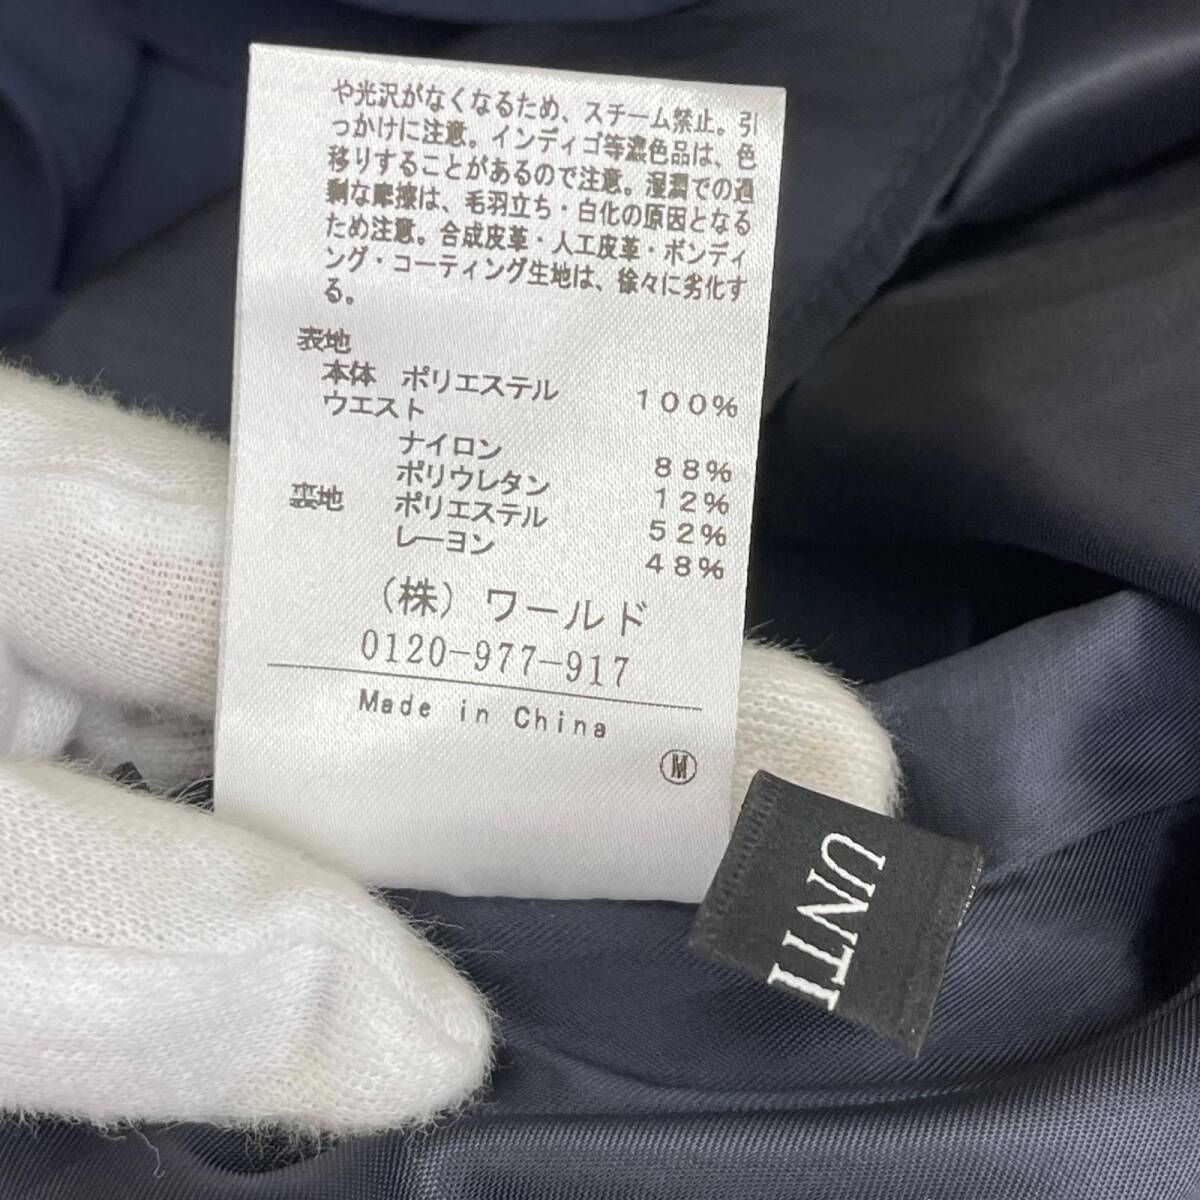 や光沢がなくなるため、スチーム禁止。引
っかけに注意。インディゴ等濃色品は、色
移りすることがあるので注意。湿潤での過
剰な摩擦は、毛羽立ち・白化の原因となる
ため注意。合成皮革・人工皮革・ボンディ
ング・コーティング生地は、徐々に劣化す
る。
表地
本体 ポリエステル 100%
ウエスト
ナイロン 88%
ポリウレタン 12%
裏地 ポリエステル 52%
レーヨン 48%
(株) ワールド
0120-977-917
Made in China
M
UNTI